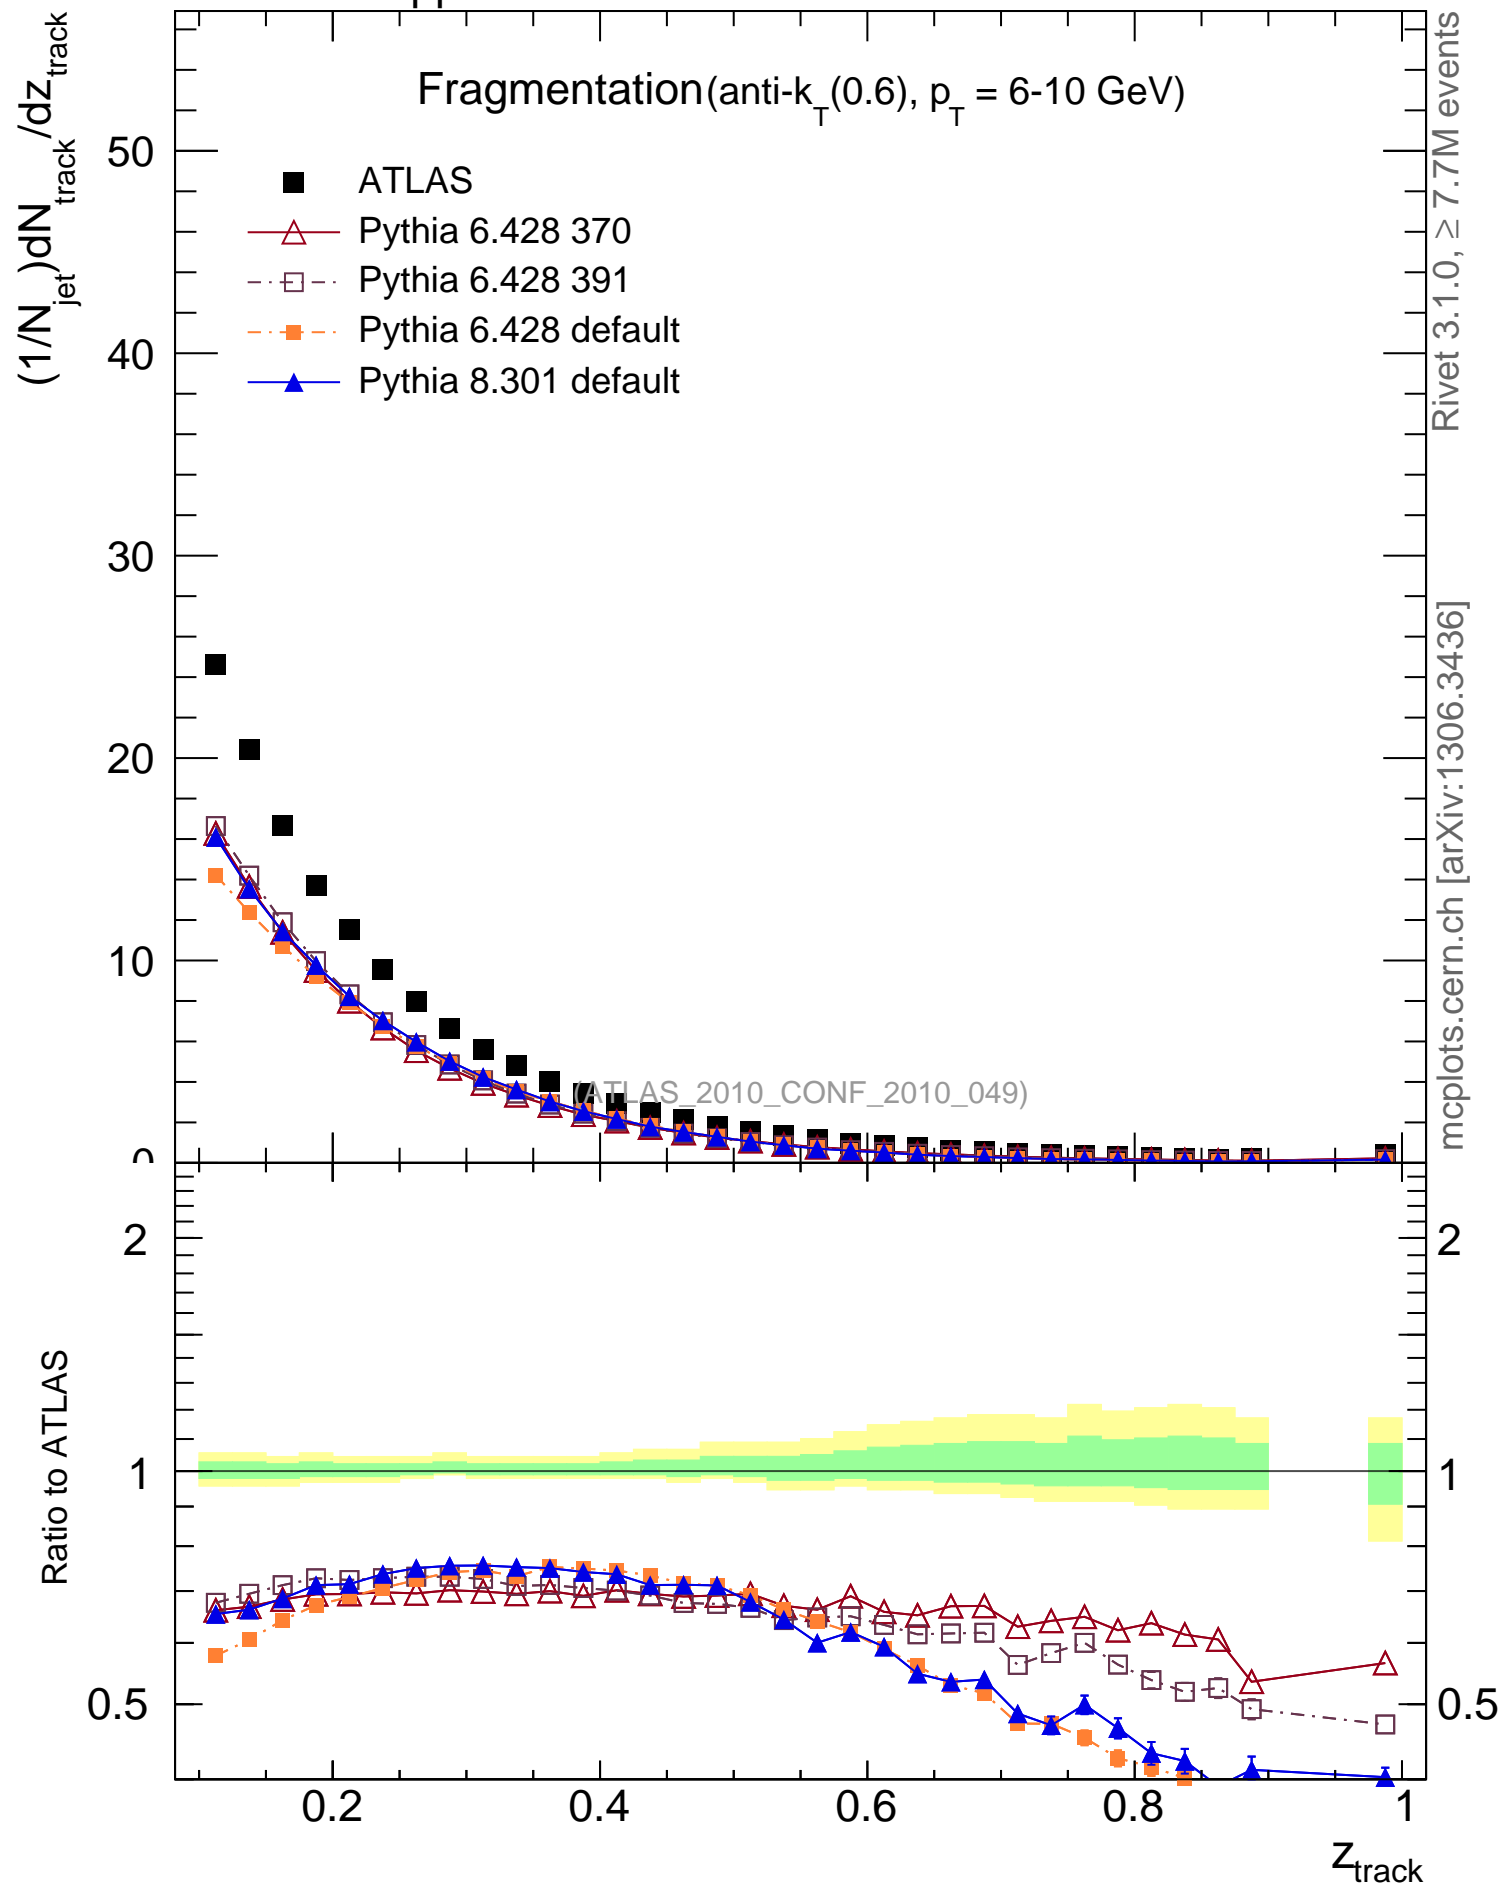 pp
Fragmentation (anti-k_T(0.6), p_T = 6-10 GeV)
(1/N_jet)dN_track/dz_track
ATLAS
Pythia 6.428 370
Pythia 6.428 391
Pythia 6.428 default
Pythia 8.301 default
50
40
30
20
10
0
(ATLAS_2010_CONF_2010_049)
Rivet 3.1.0, ≥ 7.7M events
mcplots.cern.ch [arXiv:1306.3436]
Ratio to ATLAS
2
1
0.5
2
1
0.5
0.2 0.4 0.6 0.8 1
z_track